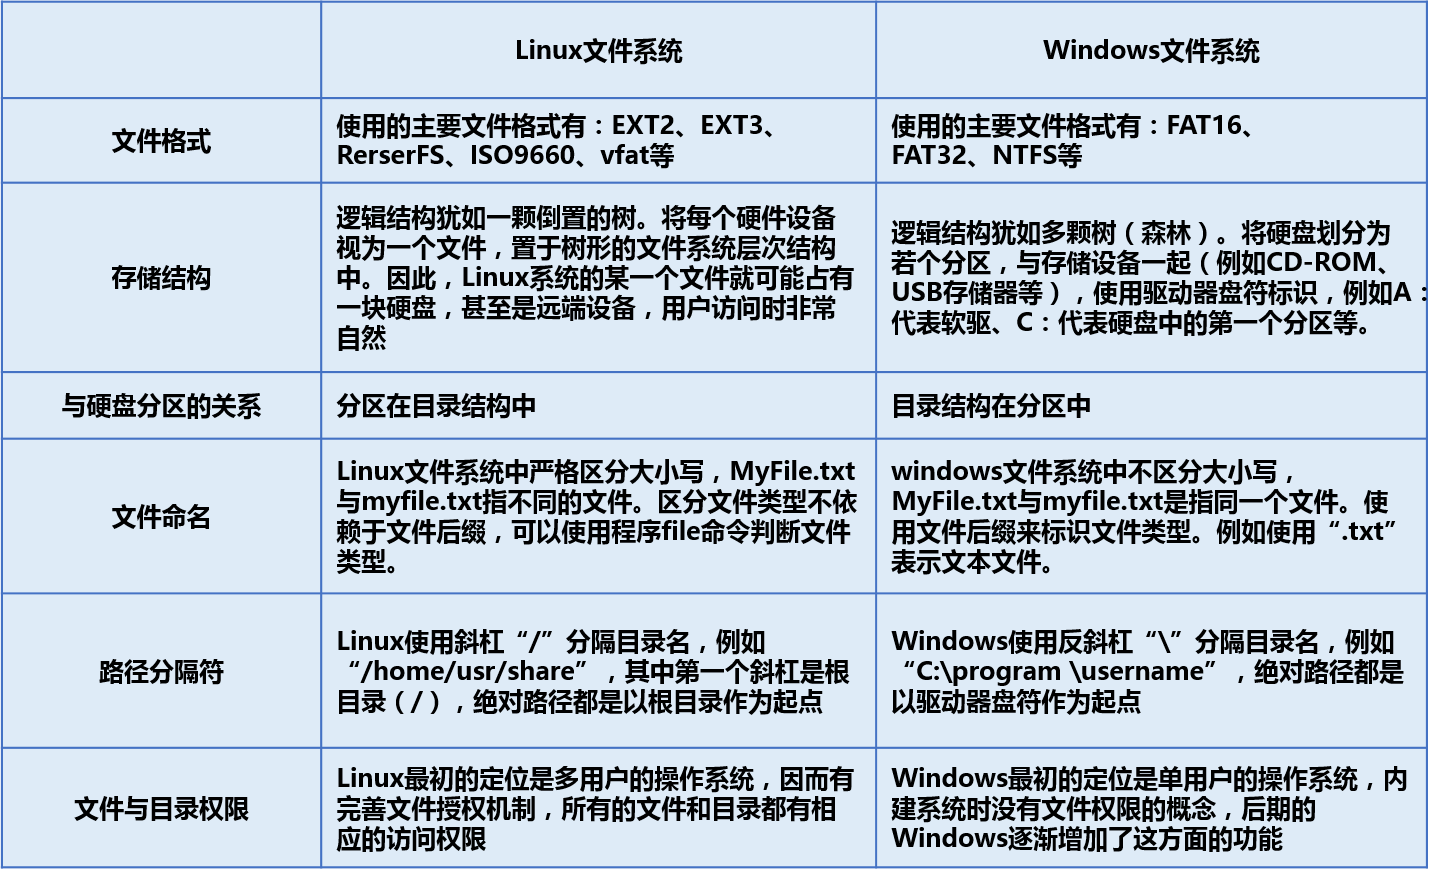 Linux文件系统
Windows文件系统
文件格式
使用的主要文件格式有：EXT2、EXT3、
RerserFS、ISO9660、vfat等
使用的主要文件格式有：FAT16、
FAT32、NTFS等
存储结构
逻辑结构犹如一颗倒置的树。将每个硬件设备
视为一个文件，置于树形的文件系统层次结构
中。因此，Linux系统的某一个文件就可能占有
一块硬盘，甚至是远端设备，用户访问时非常
自然
逻辑结构犹如多颗树（森林）。将硬盘划分为
若个分区，与存储设备一起（例如CD-ROM、
USB存储器等），使用驱动器盘符标识，例如A：
代表软驱、C：代表硬盘中的第一个分区等。
与硬盘分区的关系
分区在目录结构中
目录结构在分区中
文件命名
Linux文件系统中严格区分大小写，MyFile.txt
与myfile.txt指不同的文件。区分文件类型不依
赖于文件后缀，可以使用程序file命令判断文件
类型。
windows文件系统中不区分大小写，
MyFile.txt与myfile.txt是指同一个文件。使
用文件后缀来标识文件类型。例如使用“.txt”
表示文本文件。
路径分隔符
Linux使用斜杠“/”分隔目录名，例如
“/home/usr/share”，其中第一个斜杠是根
目录（/），绝对路径都是以根目录作为起点
Windows使用反斜杠“\”分隔目录名，例如
“C:\program \username”，绝对路径都是
以驱动器盘符作为起点
文件与目录权限
Linux最初的定位是多用户的操作系统，因而有
完善文件授权机制，所有的文件和目录都有相
应的访问权限
Windows最初的定位是单用户的操作系统，内
建系统时没有文件权限的概念，后期的
Windows逐渐增加了这方面的功能